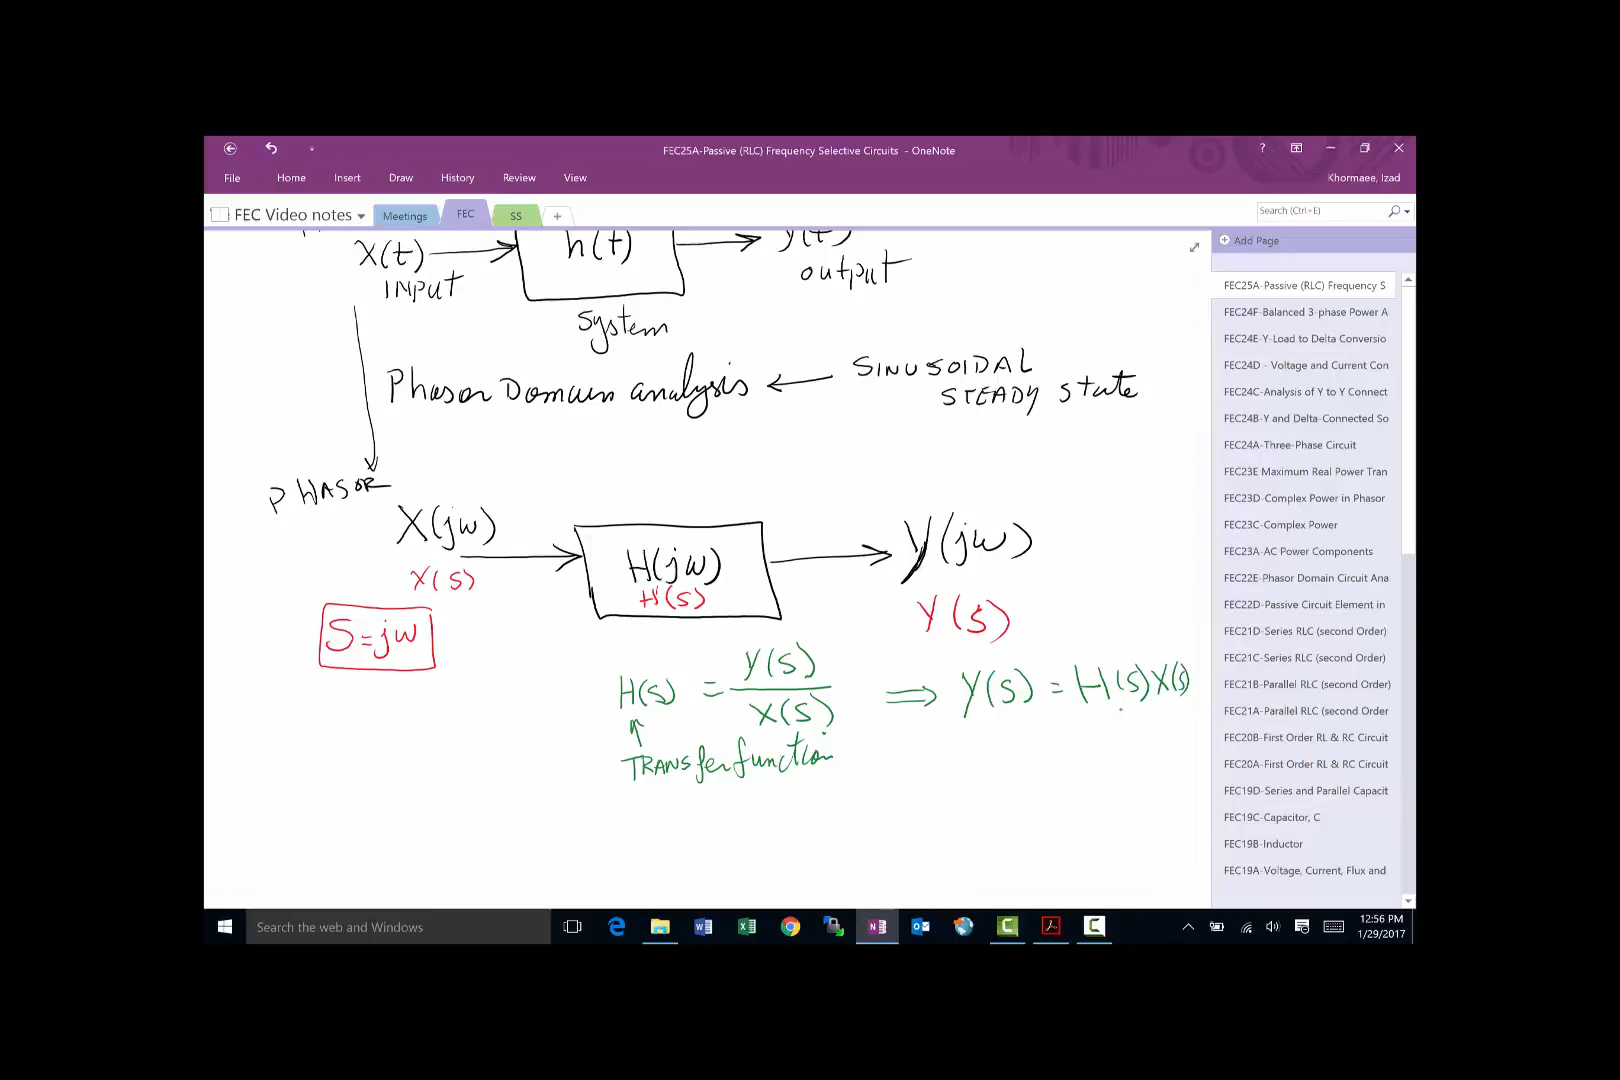 FEC25A-Passive (RLC) Frequency Selective Circuits - OneNote
?
File Home Insert Draw History Review View
Khormaee, Izad
FEC Video notes
Meetings
FEC
SS
+
Search (Ctrl+E)
Add Page
x(t)
h(t)
y(t)
INPUT
output
System
Phasor Domain analysis
SINUSOIDAL
STEADY State
PHASOR
X(jω)
H(jω)
Y(jω)
X(s)
H(s)
Y(s)
S=jω
H(s) = Y(s) / X(s) ⟹ Y(s) = H(s) X(s)
↑
TRANSfer function
FEC25A-Passive (RLC) Frequency S
FEC24F-Balanced 3-phase Power A
FEC24E-Y-Load to Delta Conversio
FEC24D - Voltage and Current Con
FEC24C-Analysis of Y to Y Connect
FEC24B-Y and Delta-Connected So
FEC24A-Three-Phase Circuit
FEC23E Maximum Real Power Tran
FEC23D-Complex Power in Phasor
FEC23C-Complex Power
FEC23A-AC Power Components
FEC22E-Phasor Domain Circuit Ana
FEC22D-Passive Circuit Element in
FEC21D-Series RLC (second Order)
FEC21C-Series RLC (second Order)
FEC21B-Parallel RLC (second Order)
FEC21A-Parallel RLC (second Order
FEC20B-First Order RL & RC Circuit
FEC20A-First Order RL & RC Circuit
FEC19D-Series and Parallel Capacit
FEC19C-Capacitor, C
FEC19B-Inductor
FEC19A-Voltage, Current, Flux and
Search the web and Windows
12:56 PM
1/29/2017